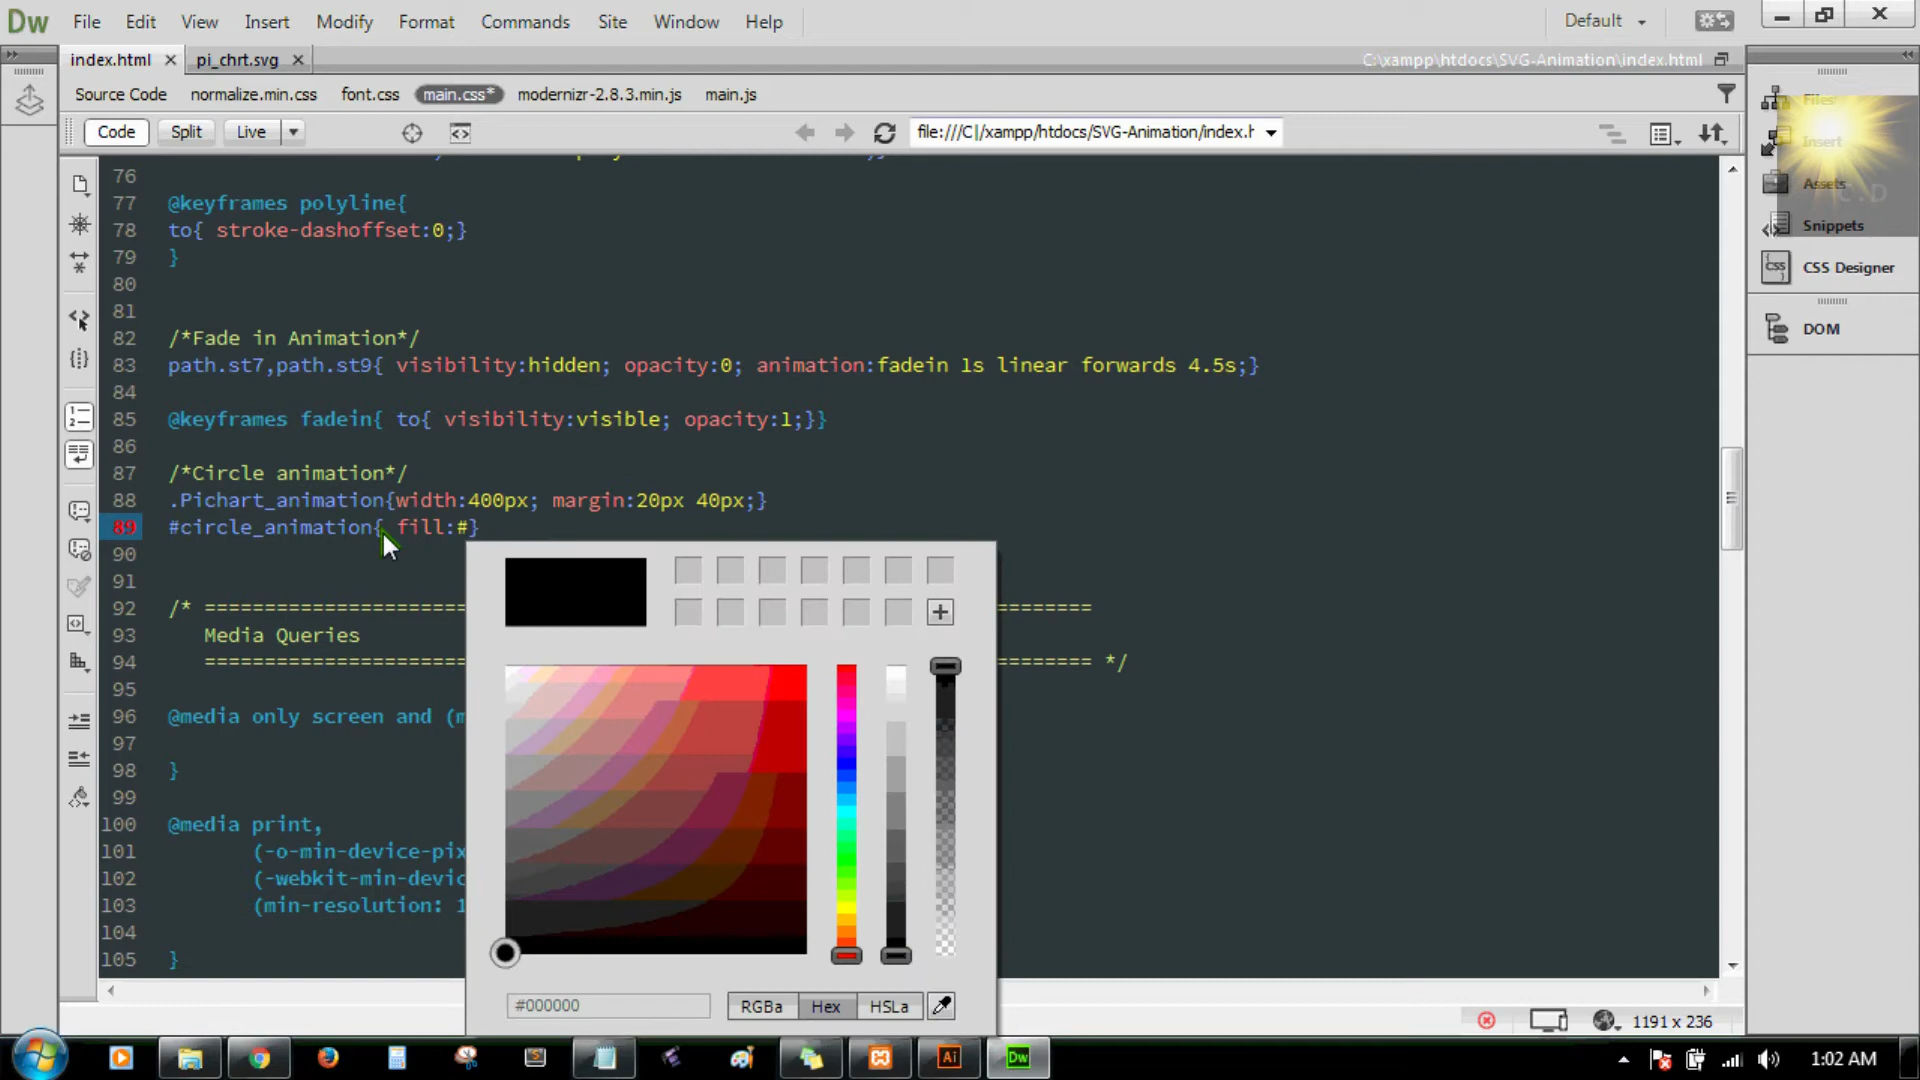 Dw File Edit View Insert Modify Format Commands Site Window Help Default
index.html pi_chrt.svg C:\xampp\htdocs\SVG-Animation\index.html
Source Code normalize.min.css font.css main.css* modernizr-2.8.3.min.js main.js
Code Split Live file:///C|/xampp/htdocs/SVG-Animation/index.h
Files
Insert
Assets
C.D
Snippets
CSS Designer
DOM
76
77 @keyframes polyline{
78 to{ stroke-dashoffset:0;}
79 }
80
81
82 /*Fade in Animation*/
83 path.st7,path.st9{ visibility:hidden; opacity:0; animation:fadein 1s linear forwards 4.5s;}
84
85 @keyframes fadein{ to{ visibility:visible; opacity:1;}}
86
87 /*Circle animation*/
88 .Pichart_animation{width:400px; margin:20px 40px;}
89 #circle_animation{ fill:#}
90
91
92 /* ====================== ========
93 Media Queries
94 ====================== ======== */
95
96 @media only screen and (m
97
98 }
99
100 @media print,
101 (-o-min-device-pix
102 (-webkit-min-devic
103 (min-resolution: 1
104
105 }
#000000 RGBa Hex HSLa
1191 x 236
Ai Dw 1:02 AM